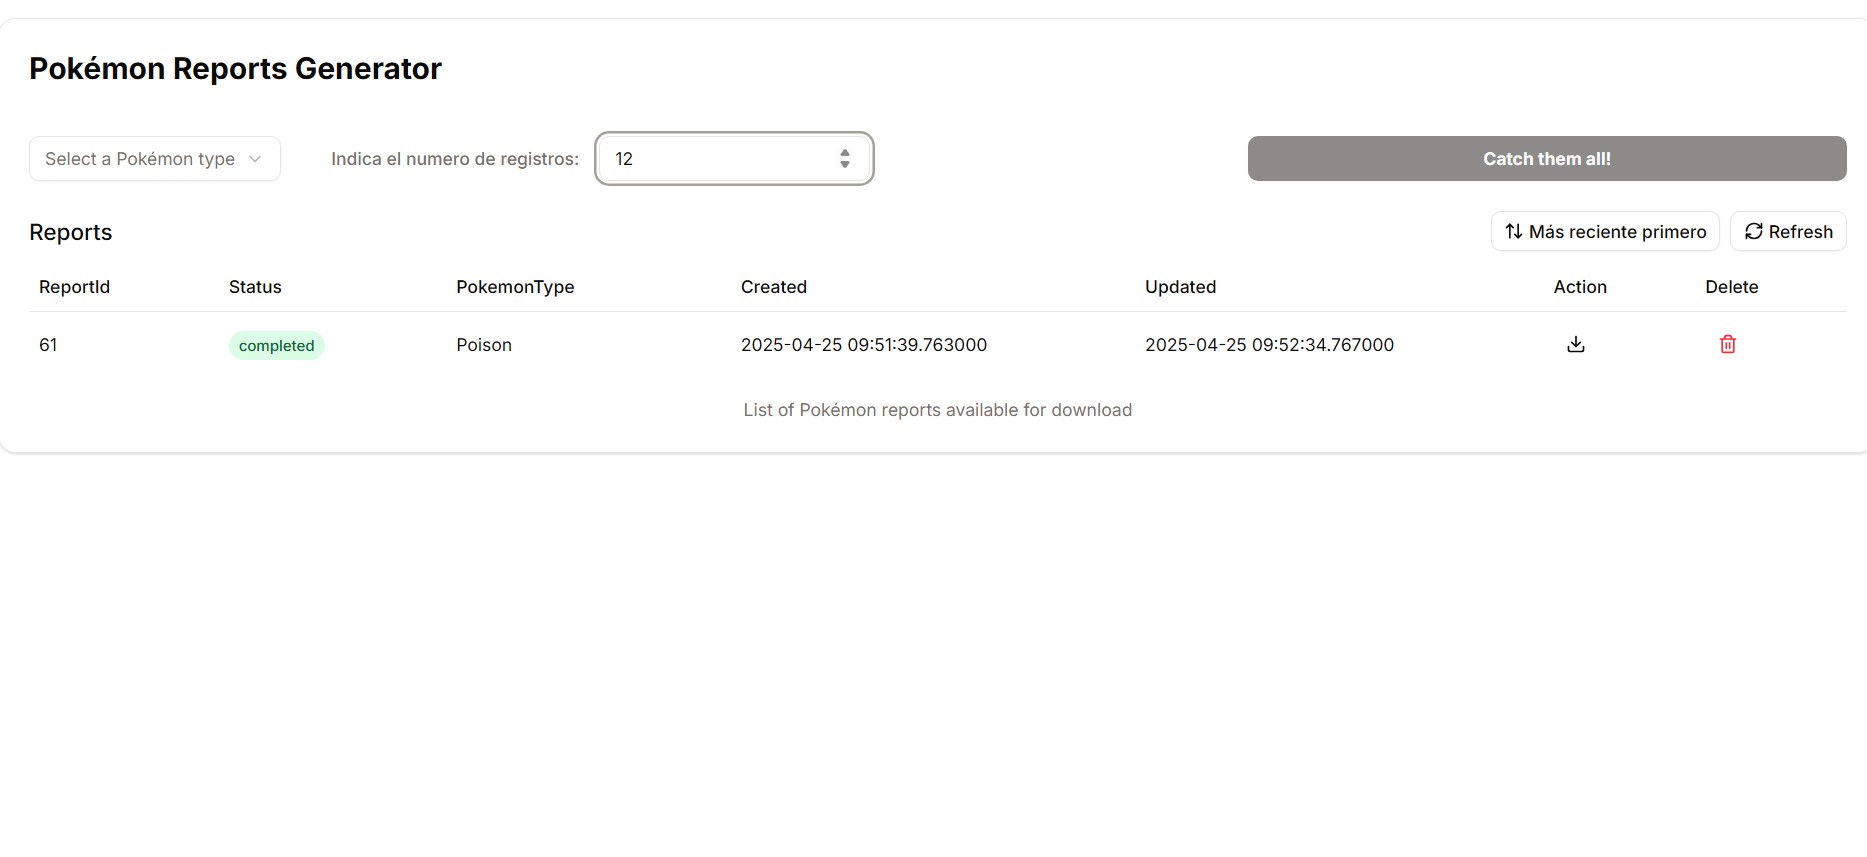 Pokémon Reports Generator
Select a Pokémon type
Indica el numero de registros:
12
Catch them all!
Reports
Más reciente primero
Refresh
ReportId Status PokemonType Created Updated Action Delete
61 completed Poison 2025-04-25 09:51:39.763000 2025-04-25 09:52:34.767000
List of Pokémon reports available for download